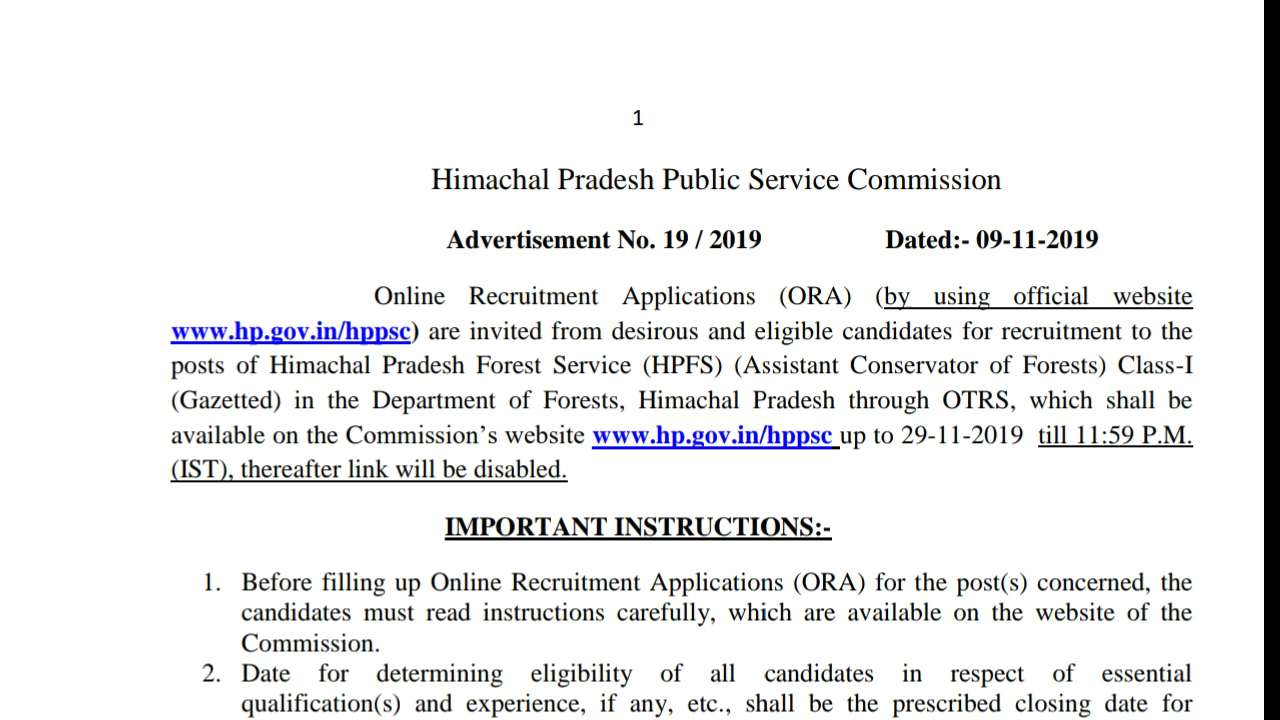 1
Himachal Pradesh Public Service Commission
Advertisement No. 19 / 2019 Dated:- 09-11-2019
Online Recruitment Applications (ORA) (by using official website
www.hp.gov.in/hppsc) are invited from desirous and eligible candidates for recruitment to the
posts of Himachal Pradesh Forest Service (HPFS) (Assistant Conservator of Forests) Class-I
(Gazetted) in the Department of Forests, Himachal Pradesh through OTRS, which shall be
available on the Commission’s website www.hp.gov.in/hppsc up to 29-11-2019 till 11:59 P.M.
(IST), thereafter link will be disabled.
IMPORTANT INSTRUCTIONS:-
1. Before filling up Online Recruitment Applications (ORA) for the post(s) concerned, the
candidates must read instructions carefully, which are available on the website of the
Commission.
2. Date for determining eligibility of all candidates in respect of essential
qualification(s) and experience, if any, etc., shall be the prescribed closing date for